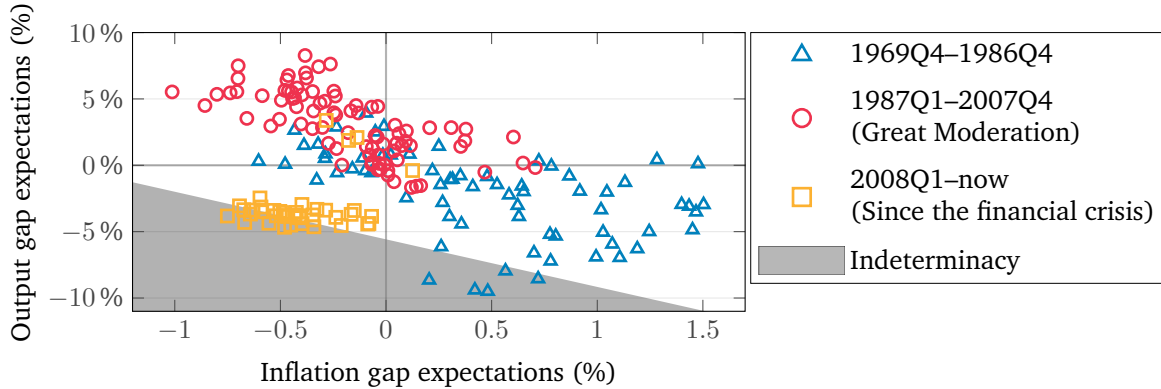 Output gap expectations (%)
10 %
5 %
0 %
−5 %
−10 %
−1
−0.5
0
0.5
1
1.5
Inflation gap expectations (%)
1969Q4–1986Q4
1987Q1–2007Q4
(Great Moderation)
2008Q1–now
(Since the financial crisis)
Indeterminacy